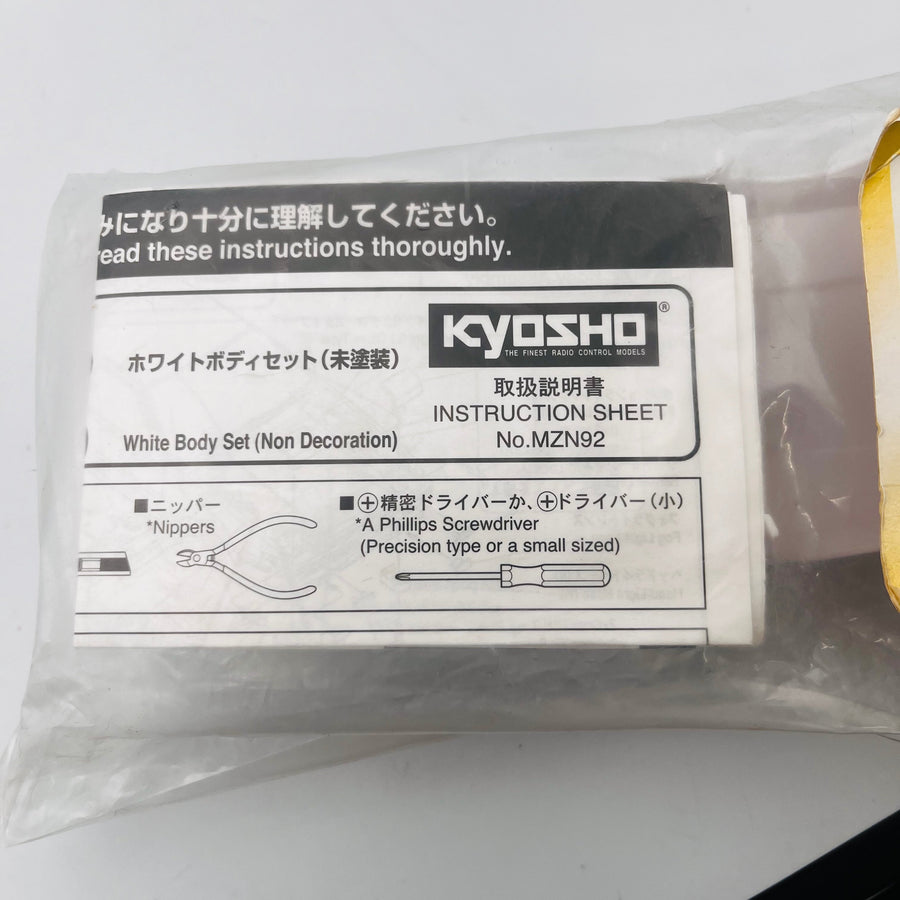 になり十分に理解してください。
read these instructions thoroughly.
KYOSHO®
THE FINEST RADIO CONTROL MODELS
ホワイトボディセット(未塗装)
取扱説明書
INSTRUCTION SHEET
White Body Set (Non Decoration)
No.MZN92
■ニッパー
*Nippers
■⊕精密ドライバーか、⊕ドライバー(小)
*A Phillips Screwdriver
(Precision type or a small sized)